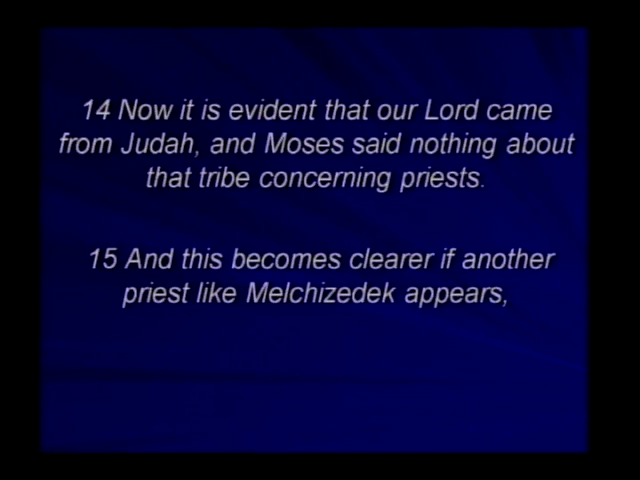 14 Now it is evident that our Lord came
from Judah, and Moses said nothing about
that tribe concerning priests.
15 And this becomes clearer if another
priest like Melchizedek appears,